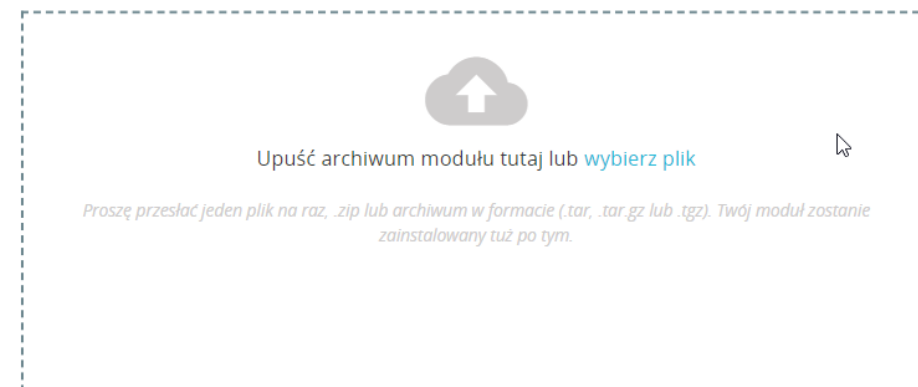 Upuść archiwum modułu tutaj lub wybierz plik
Proszę przesłać jeden plik na raz, .zip lub archiwum w formacie (.tar, .tar.gz lub .tgz). Twój moduł zostanie
zainstalowany tuż po tym.